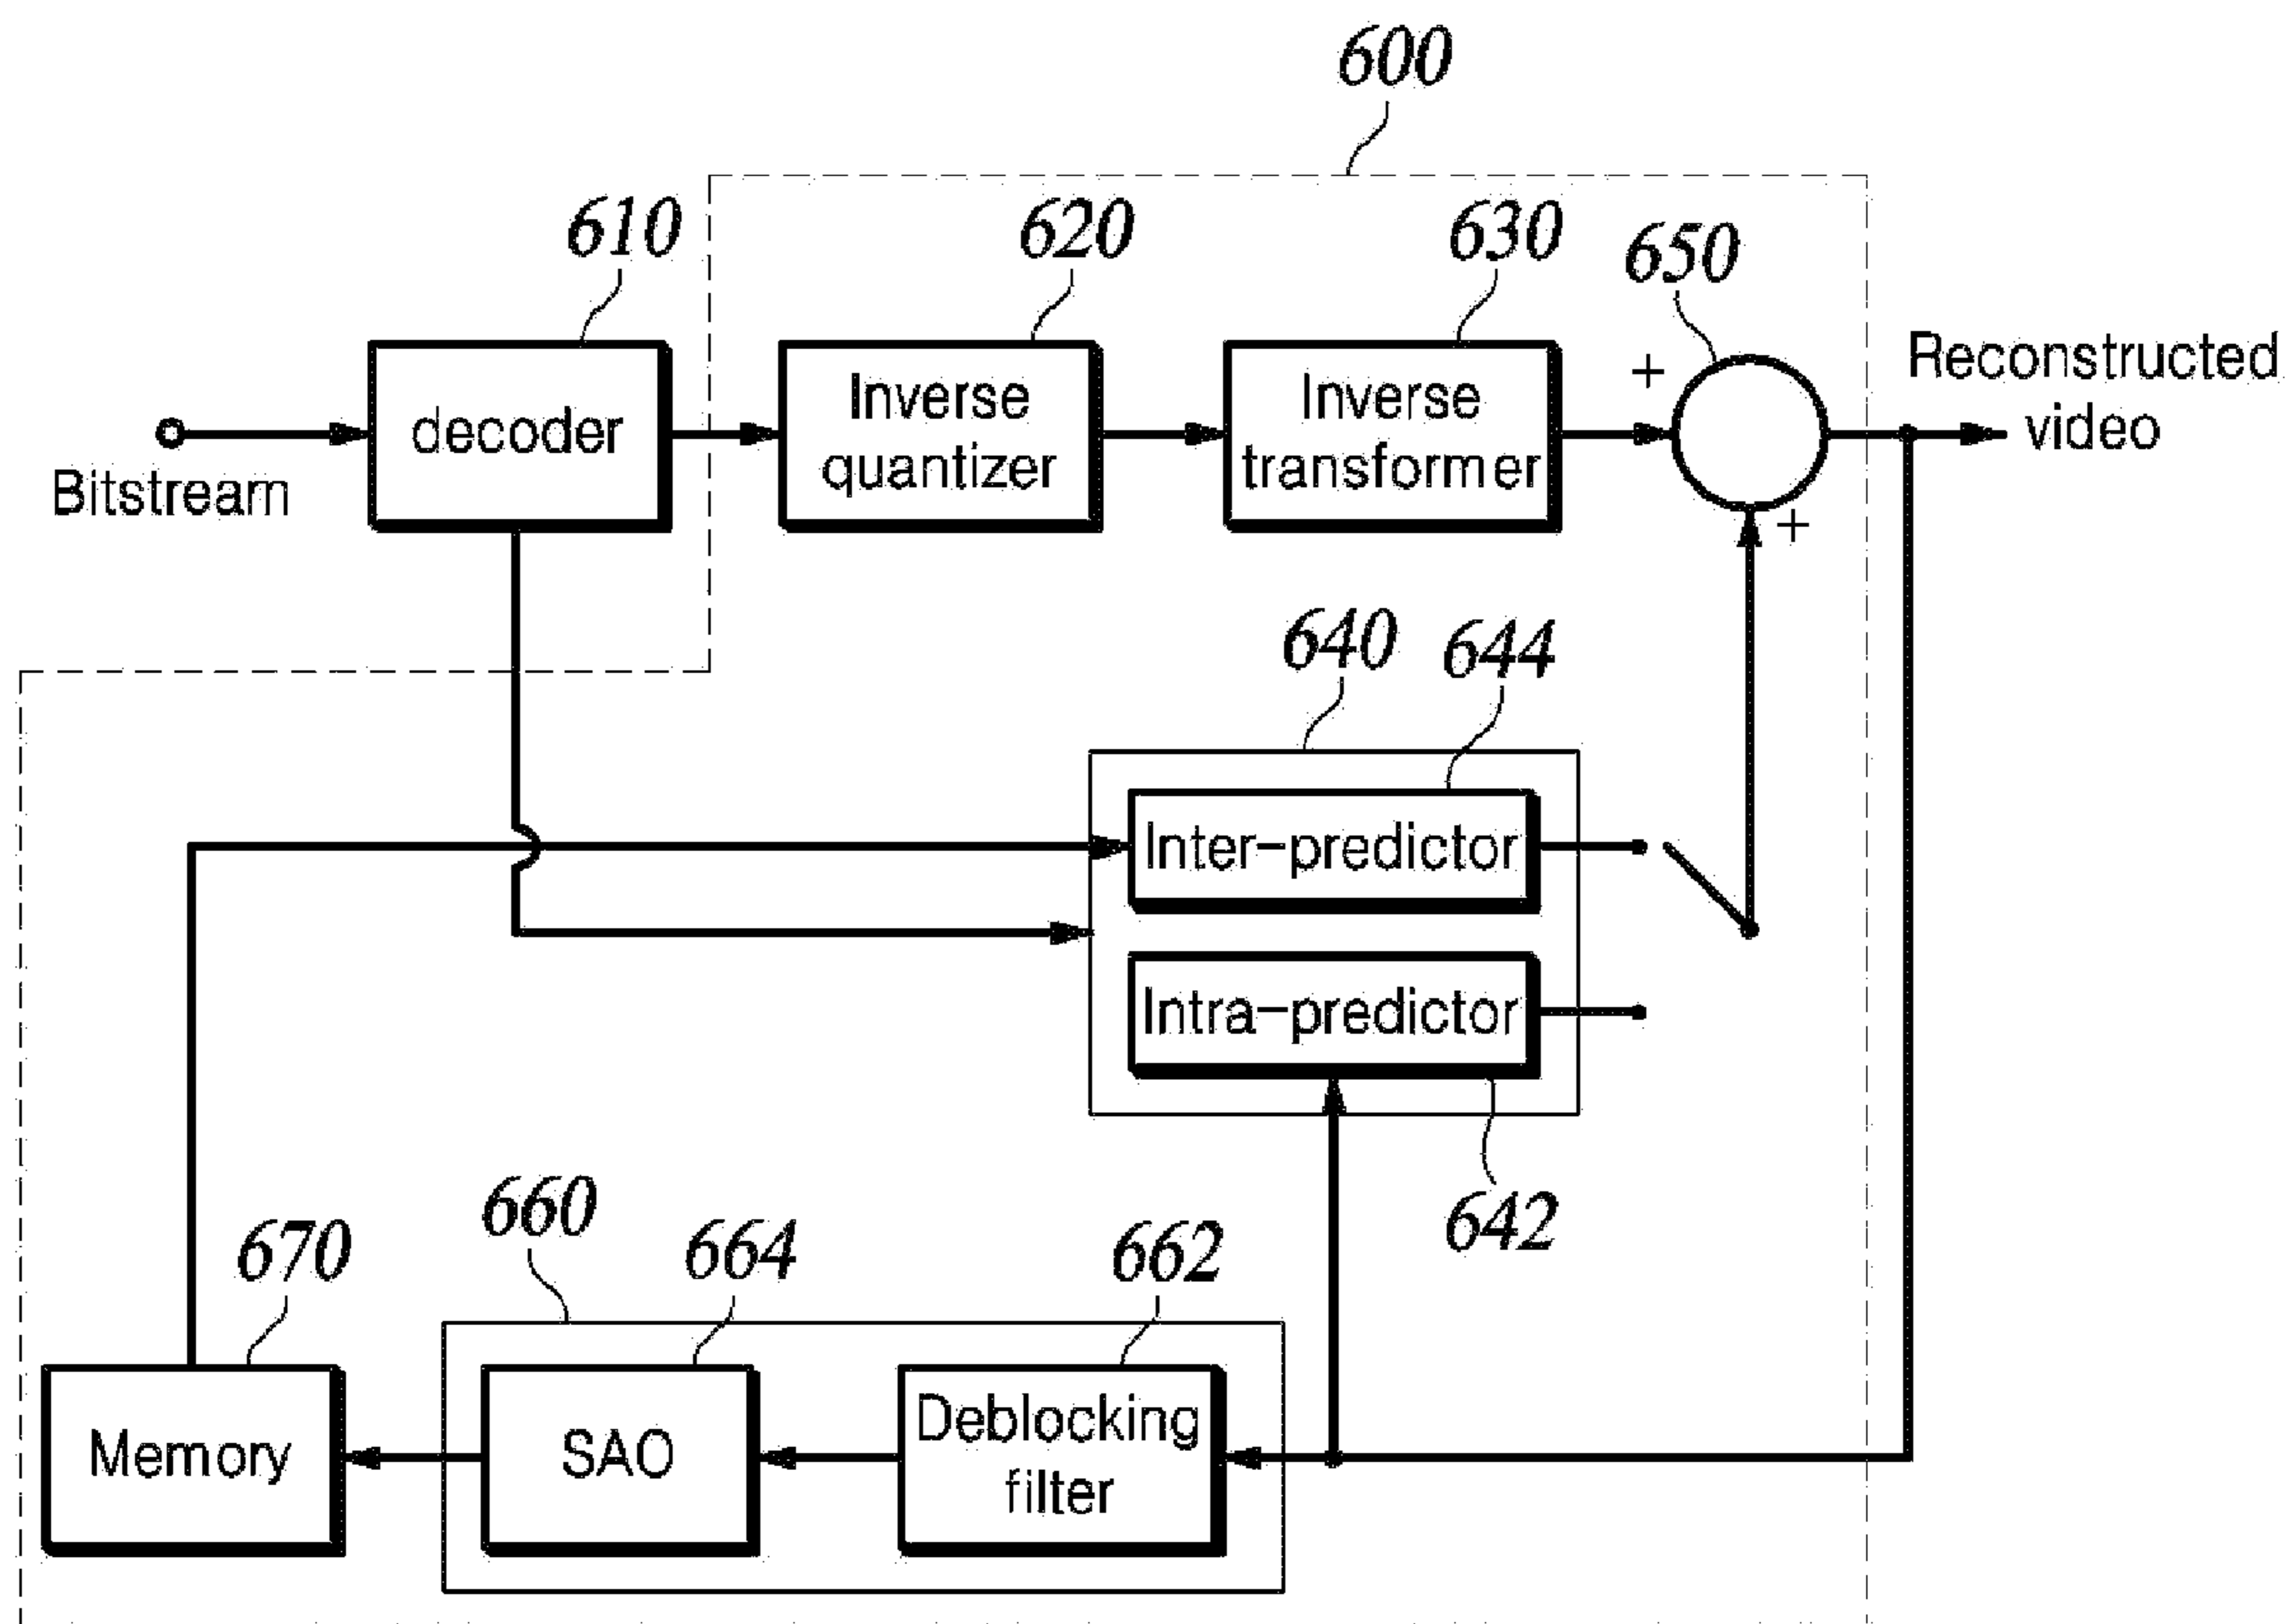 600
610
620
630
650
decoder
Inverse
quantizer
Inverse
transformer
+
+
Reconstructed
video
Bitstream
640
644
Inter-predictor
Intra-predictor
642
660
664
662
670
Memory
SAO
Deblocking
filter